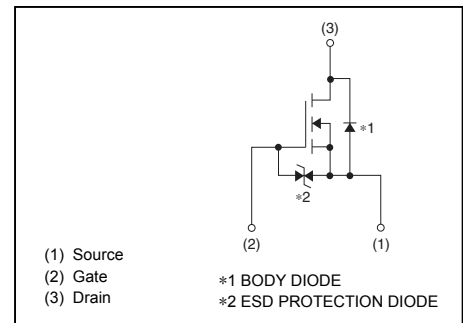 (3)
∗1
∗2
(2)
(1)
(1) Source
(2) Gate
(3) Drain
∗1 BODY DIODE
∗2 ESD PROTECTION DIODE